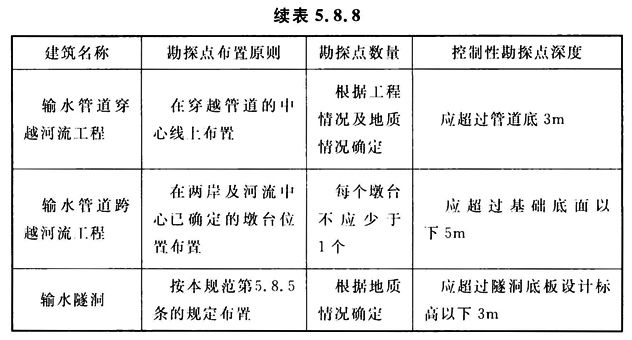 续表5.8.8
建筑名称 勘探点布置原则 勘探点数量 控制性勘探点深度
输水管道穿
越河流工程
在穿越管道的中
心线上布置
根据工程
情况及地质
情况确定
应超过管道底3m
输水管道跨
越河流工程
在两岸及河流中
心已确定的墩台位
置布置
每个墩台
不应少于
1个
应超过基础底面以
下5m
输水隧洞
按本规范第5.8.5
条的规定布置
根据地质
情况确定
应超过隧洞底板设计标
高以下3m